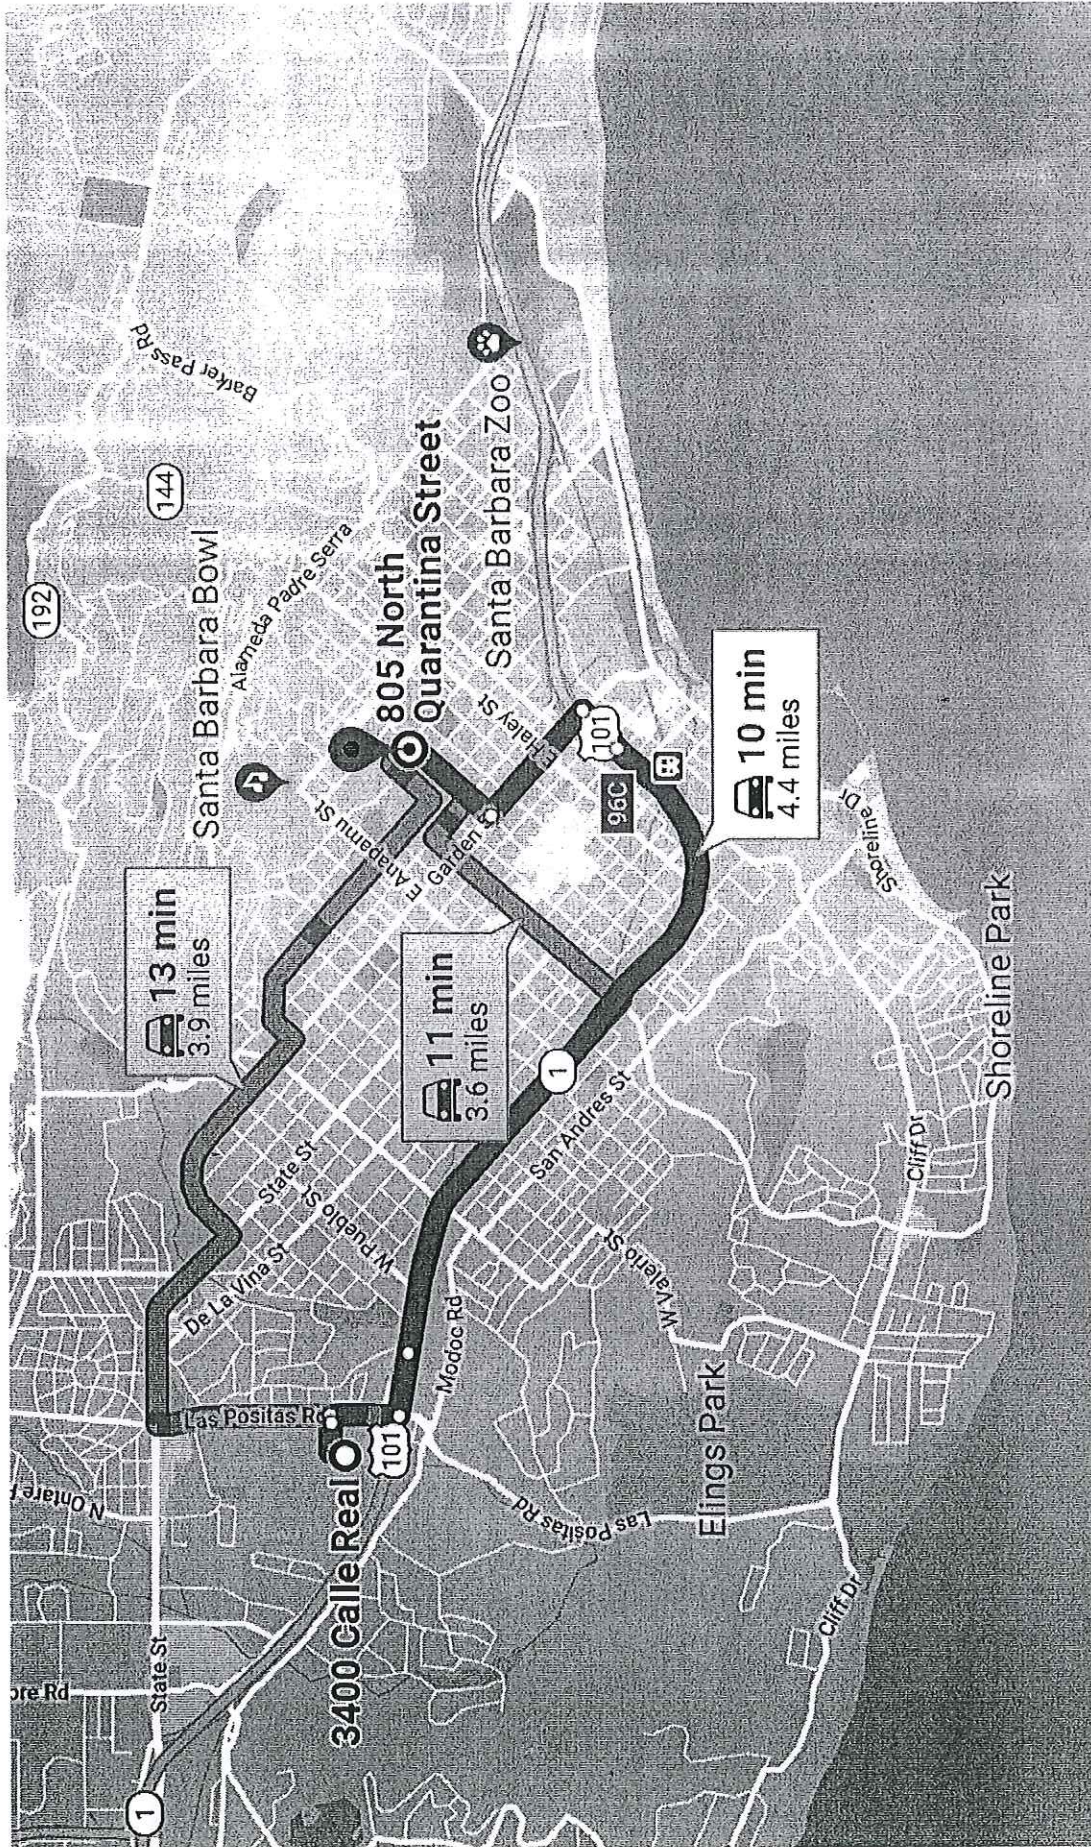 192
ore Rd
N Ontare R
1
State St
144
Barker Pass Rd
13 min
3.9 miles
Santa Barbara Bowl
De La Vina St
Las Positas Rd
State St
Alameda Padre Serra
E Anapamu St
W Pueblo St
3400 Calle Real
805 North
Quarantina Street
101
11 min
3.6 miles
Garden S
Modoc Rd
E Haley St
Santa Barbara Zoo
Las Positas Rd
1
San Andres St
101
96C
W Valerio St
Elings Park
10 min
4.4 miles
Cliff Dr
Shoreline Dr
Cliff Dr
Shoreline Park